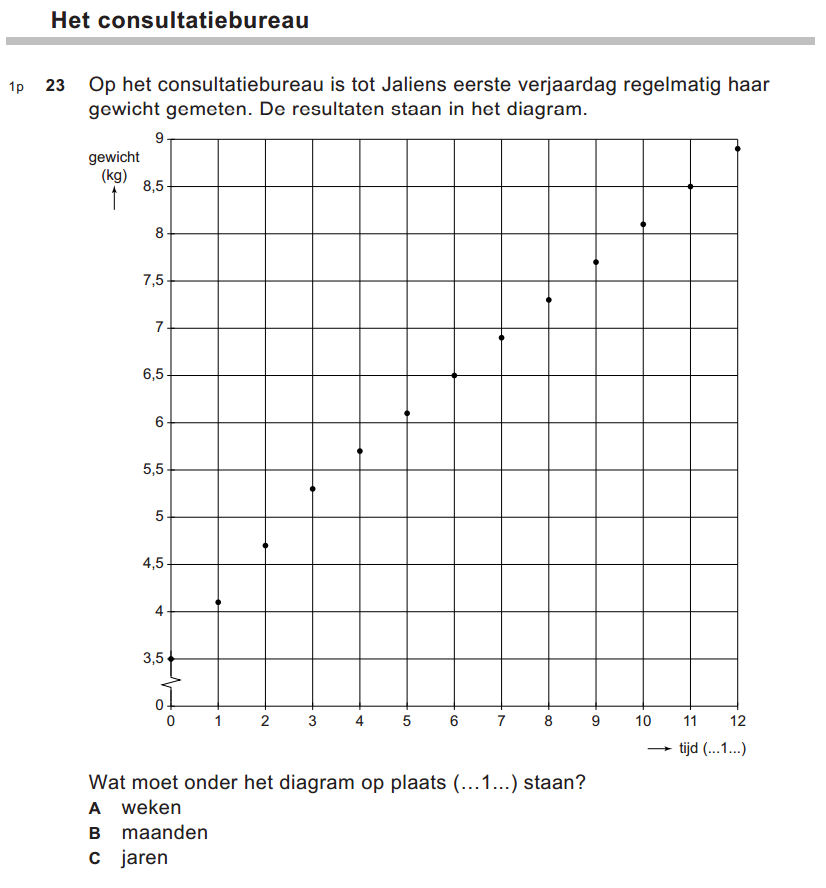 Het consultatiebureau
1p 23 Op het consultatiebureau is tot Jaliens eerste verjaardag regelmatig haar
gewicht gemeten. De resultaten staan in het diagram.
9
gewicht
(kg)
8,5
8
7,5
7
6,5
6
5,5
5
4,5
4
3,5
0
0 1 2 3 4 5 6 7 8 9 10 11 12
tijd (...1...)
Wat moet onder het diagram op plaats (...1...) staan?
A weken
B maanden
C jaren